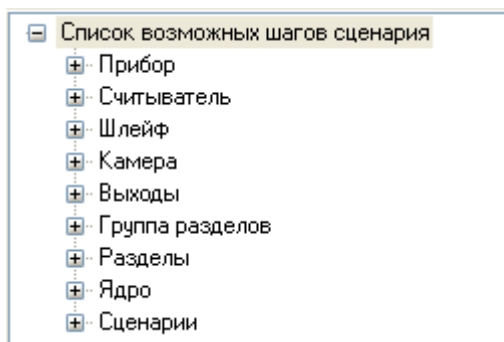 Список возможных шагов сценария
Прибор
Считыватель
Шлейф
Камера
Выходы
Группа разделов
Разделы
Ядро
Сценарии